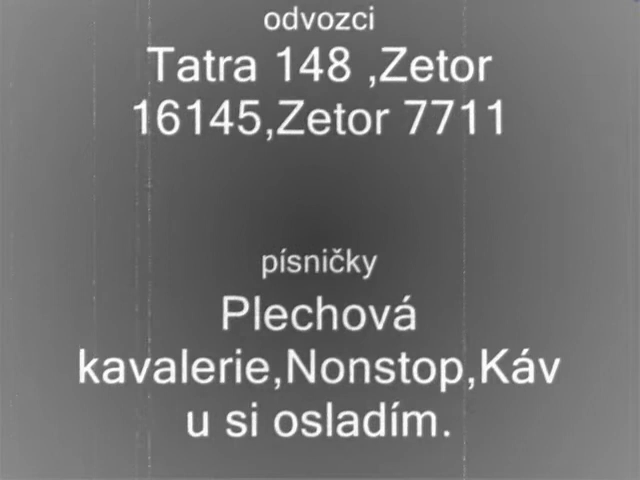 odvozci
Tatra 148 ,Zetor
16145,Zetor 7711
písničky
Plechová
kavalerie,Nonstop,Káv
u si osladím.